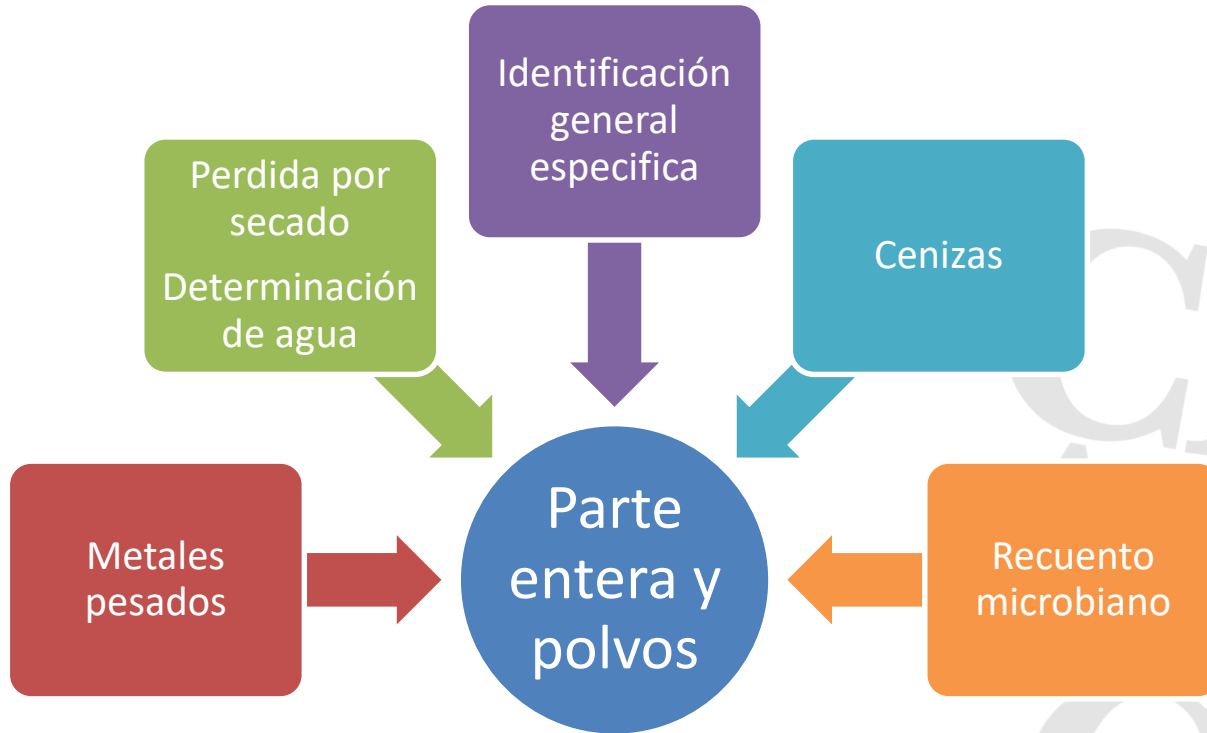 Identificación
general
especifica
Perdida por
secado
Determinación
de agua
Cenizas
Metales
pesados
Parte
entera y
polvos
Recuento
microbiano